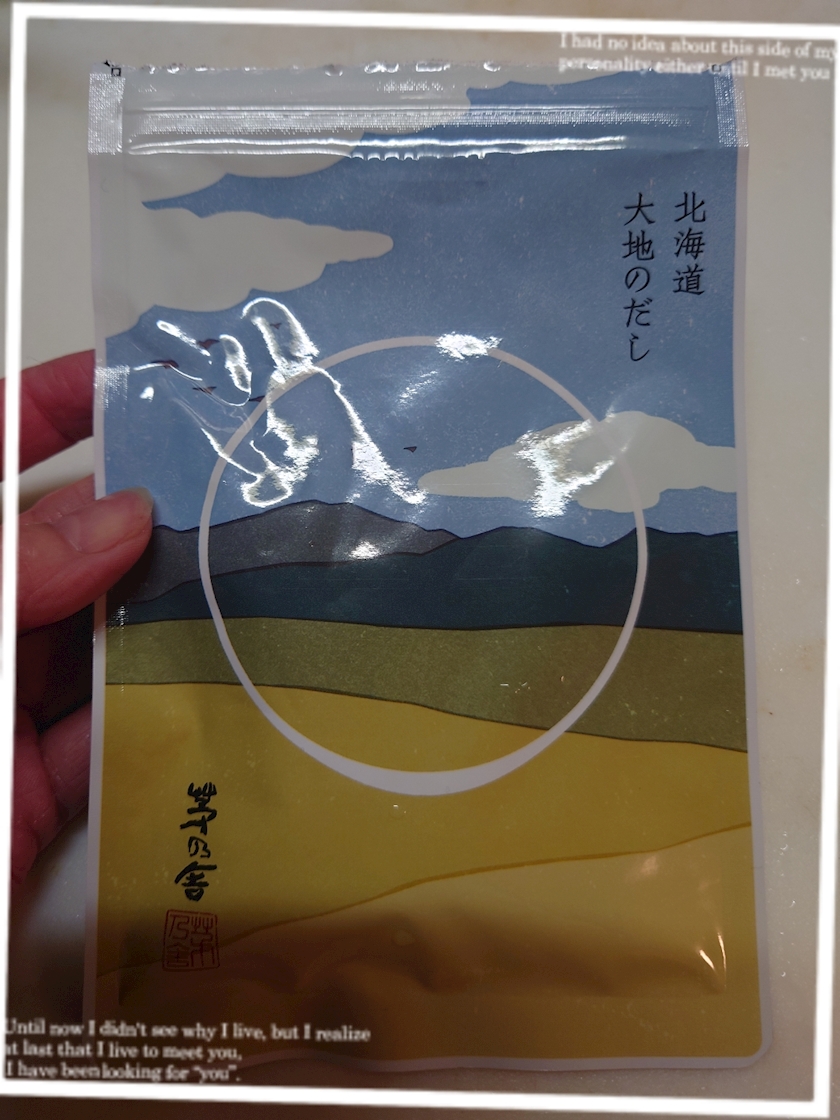 I had no idea about this side of my
personality either until I met you
北海道
大地のだし
茅乃舎
Until now I didn't see why I live, but I realize
at last that I live to meet you,
I have been looking for "you".